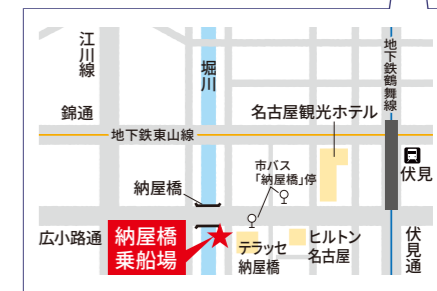 江川線
堀川
地下鉄鶴舞線
錦通
名古屋観光ホテル
地下鉄東山線
伏見
市バス
「納屋橋」停
納屋橋
広小路通
納屋橋
乗船場
テラッセ
納屋橋
ヒルトン
名古屋
伏見通